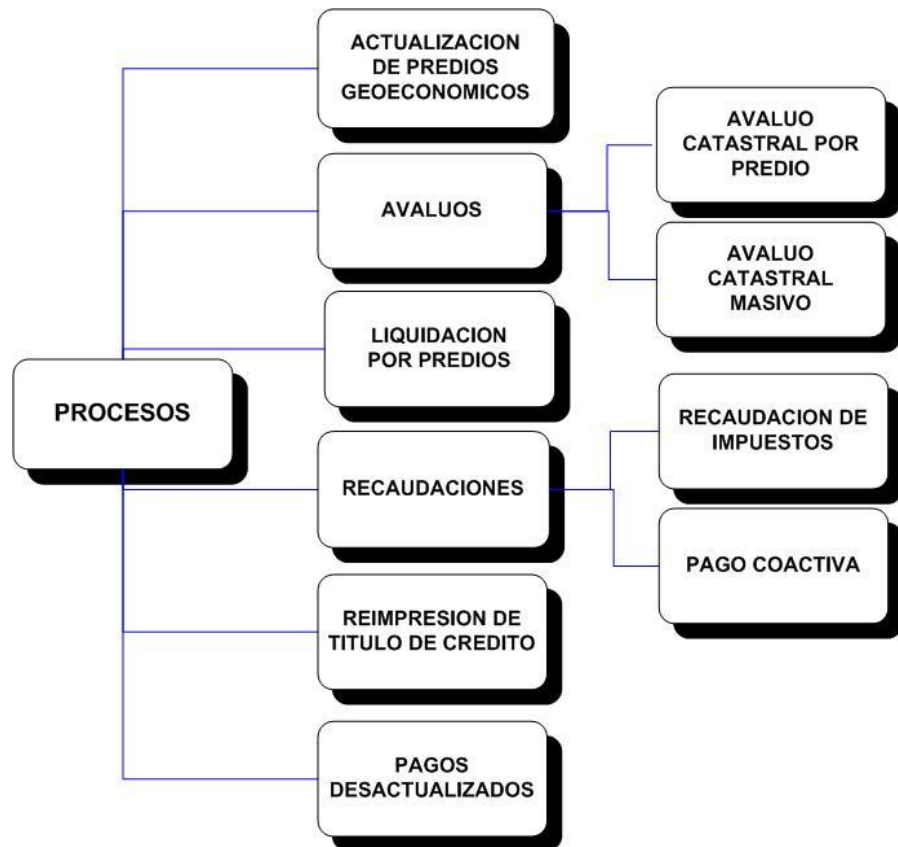 PROCESOS
ACTUALIZACION
DE PREDIOS
GEOECONOMICOS
AVALUOS
AVALUO
CATASTRAL POR
PREDIO
AVALUO
CATASTRAL
MASIVO
LIQUIDACION
POR PREDIOS
RECAUDACIONES
RECAUDACION DE
IMPUESTOS
PAGO COACTIVA
REIMPRESION DE
TITULO DE CREDITO
PAGOS
DESACTUALIZADOS